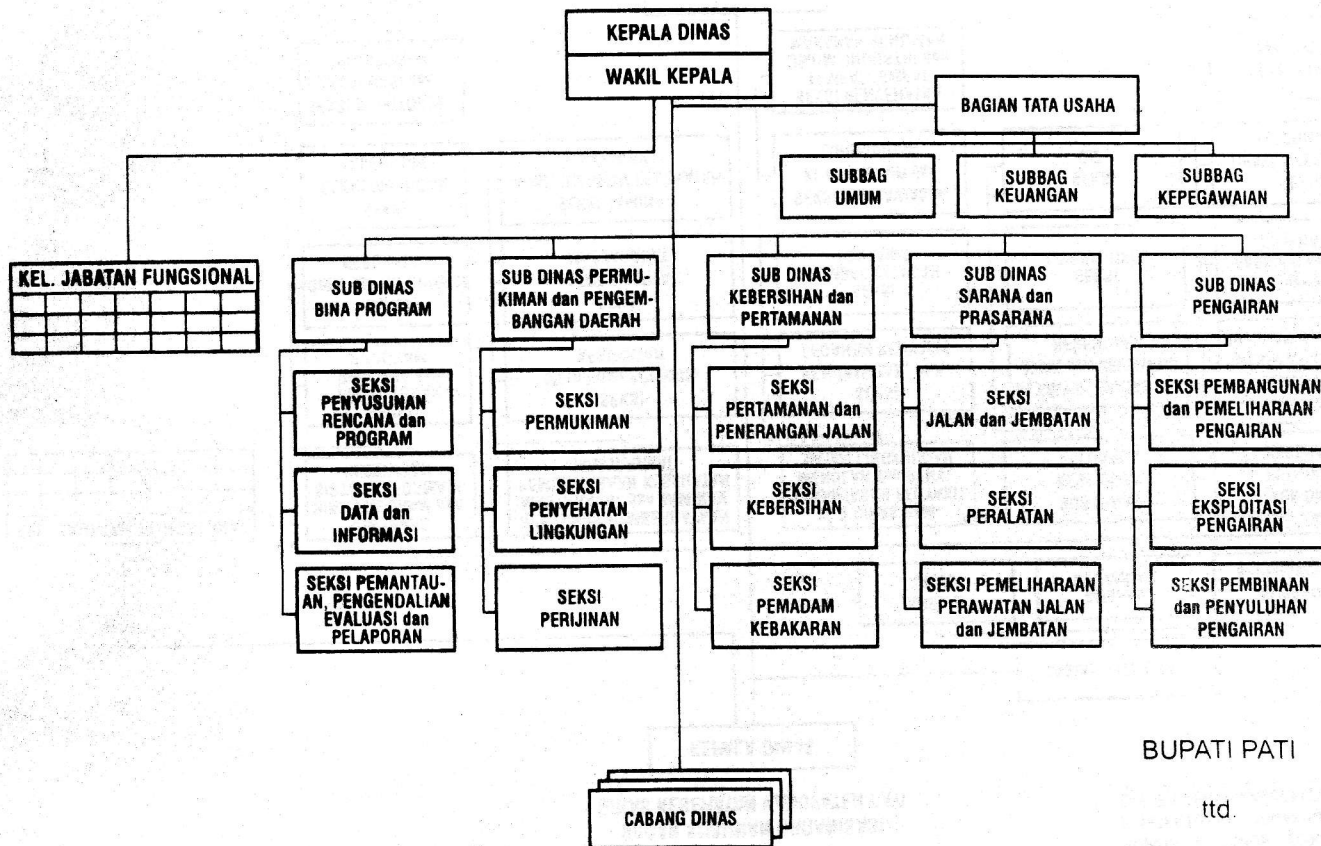 KEPALA DINAS
WAKIL KEPALA
BAGIAN TATA USAHA
SUBBAG
UMUM
SUBBAG
KEUANGAN
SUBBAG
KEPEGAWAIAN
KEL. JABATAN FUNGSIONAL
SUB DINAS
BINA PROGRAM
SUB DINAS PERMU-
KIMAN dan PENGEM-
BANGAN DAERAH
SUB DINAS
KEBERSIHAN dan
PERTAMANAN
SUB DINAS
SARANA dan
PRASARANA
SUB DINAS
PENGAIRAN
SEKSI
PENYUSUNAN
RENCANA dan
PROGRAM
SEKSI
PERMUKIMAN
SEKSI
PERTAMANAN dan
PENERANGAN JALAN
SEKSI
JALAN dan JEMBATAN
SEKSI PEMBANGUNAN
dan PEMELIHARAAN
PENGAIRAN
SEKSI
DATA dan
INFORMASI
SEKSI
PENYEHATAN
LINGKUNGAN
SEKSI
KEBERSIHAN
SEKSI
PERALATAN
SEKSI
EKSPLOITASI
PENGAIRAN
SEKSI PEMANTAU-
AN, PENGENDALIAN
EVALUASI dan
PELAPORAN
SEKSI
PERIJINAN
SEKSI
PEMADAM
KEBAKARAN
SEKSI PEMELIHARAAN
PERAWATAN JALAN
dan JEMBATAN
SEKSI PEMBINAAN
dan PENYULUHAN
PENGAIRAN
CABANG DINAS
BUPATI PATI
ttd.